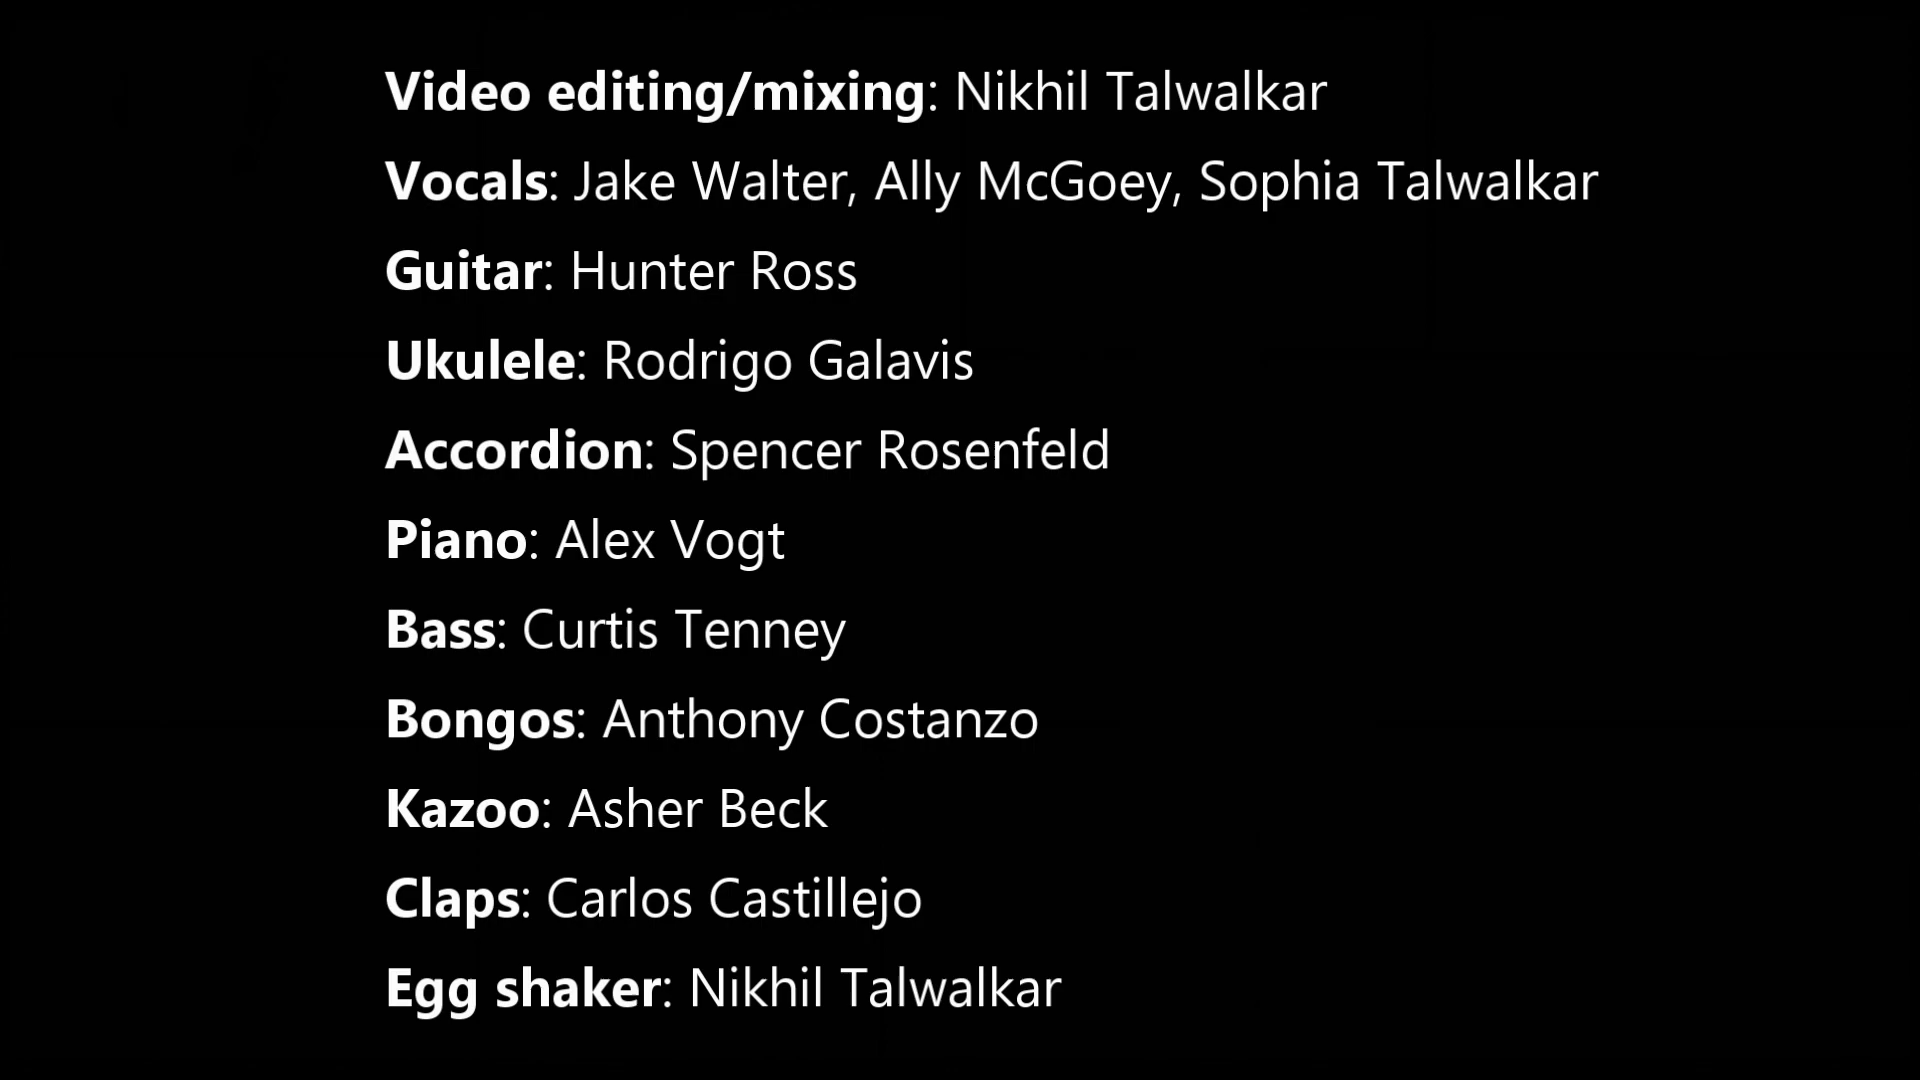 Video editing/mixing: Nikhil Talwalkar
Vocals: Jake Walter, Ally McGoey, Sophia Talwalkar
Guitar: Hunter Ross
Ukulele: Rodrigo Galavis
Accordion: Spencer Rosenfeld
Piano: Alex Vogt
Bass: Curtis Tenney
Bongos: Anthony Costanzo
Kazoo: Asher Beck
Claps: Carlos Castillejo
Egg shaker: Nikhil Talwalkar